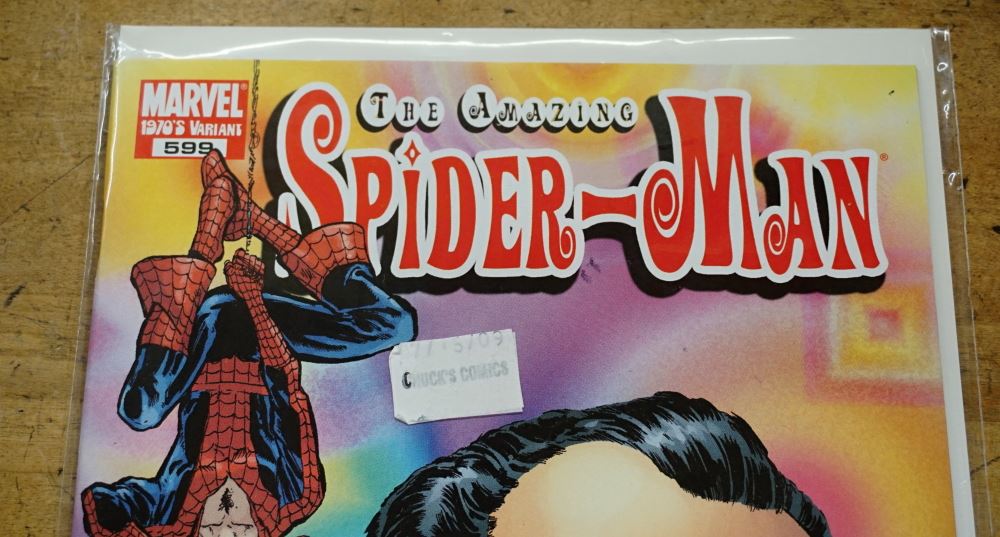 MARVEL
1970'S VARIANT
599
THE AMAZING
SPIDER-MAN®
CHUCK'S COMICS